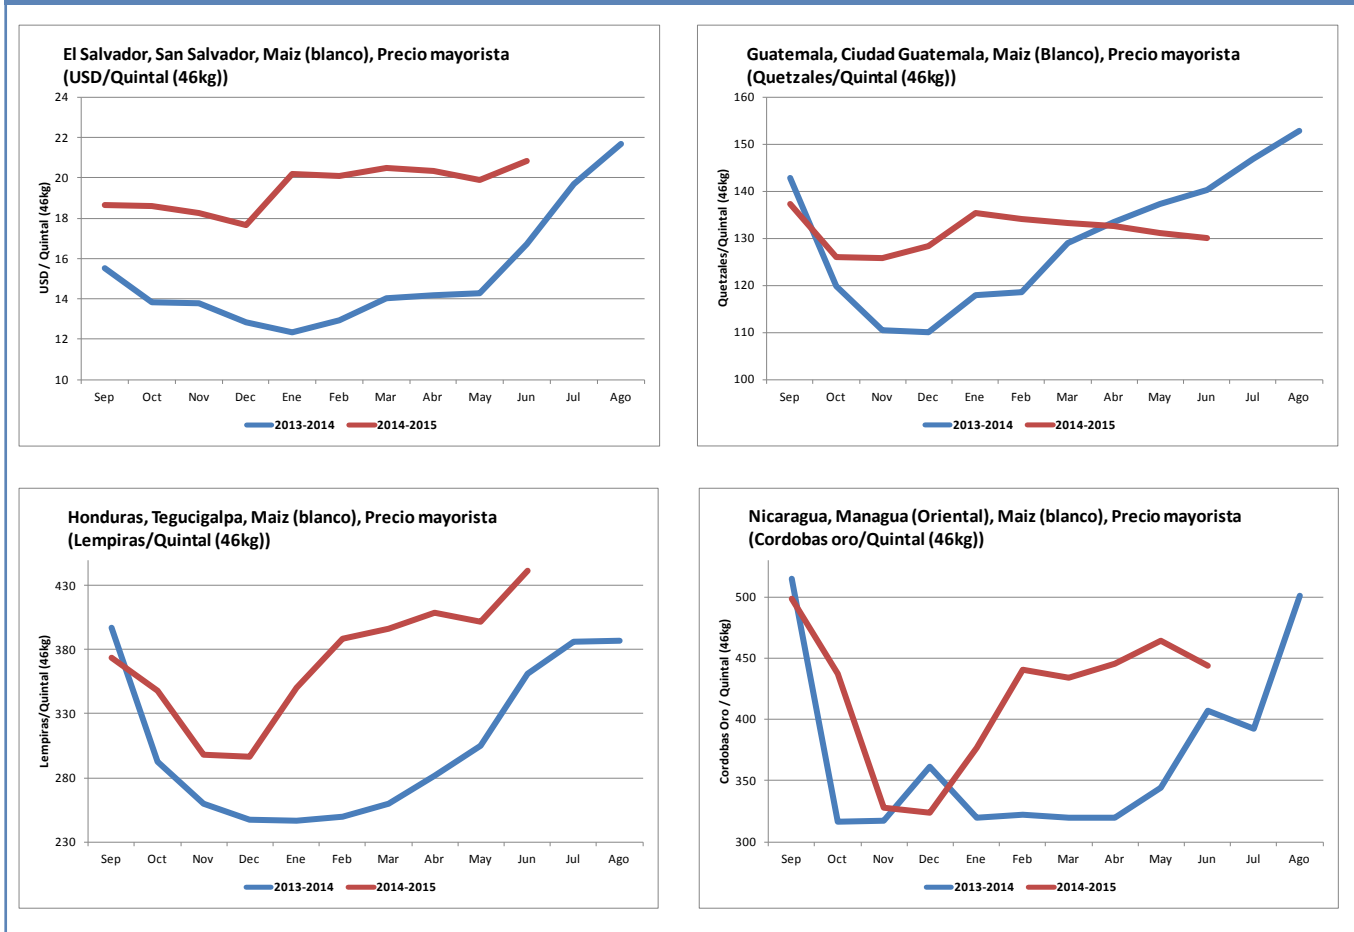 El Salvador, San Salvador, Maiz (blanco), Precio mayorista
(USD/Quintal (46kg))
24
22
20
18
16
14
12
10
USD / Quintal (46kg)
Sep Oct Nov Dec Ene Feb Mar Abr May Jun Jul Ago
2013-2014 2014-2015
Guatemala, Ciudad Guatemala, Maiz (Blanco), Precio mayorista
(Quetzales/Quintal (46kg))
160
150
140
130
120
110
100
Quetzales/Quintal (46kg)
Sep Oct Nov Dec Ene Feb Mar Abr May Jun Jul Ago
2013-2014 2014-2015
Honduras, Tegucigalpa, Maiz (blanco), Precio mayorista
(Lempiras/Quintal (46kg))
430
380
330
280
230
Lempiras/Quintal (46kg)
Sep Oct Nov Dec Ene Feb Mar Abr May Jun Jul Ago
2013-2014 2014-2015
Nicaragua, Managua (Oriental), Maiz (blanco), Precio mayorista
(Cordobas oro/Quintal (46kg))
500
450
400
350
300
Cordobas Oro / Quintal (46kg)
Sep Oct Nov Dec Ene Feb Mar Abr May Jun Jul Ago
2013-2014 2014-2015